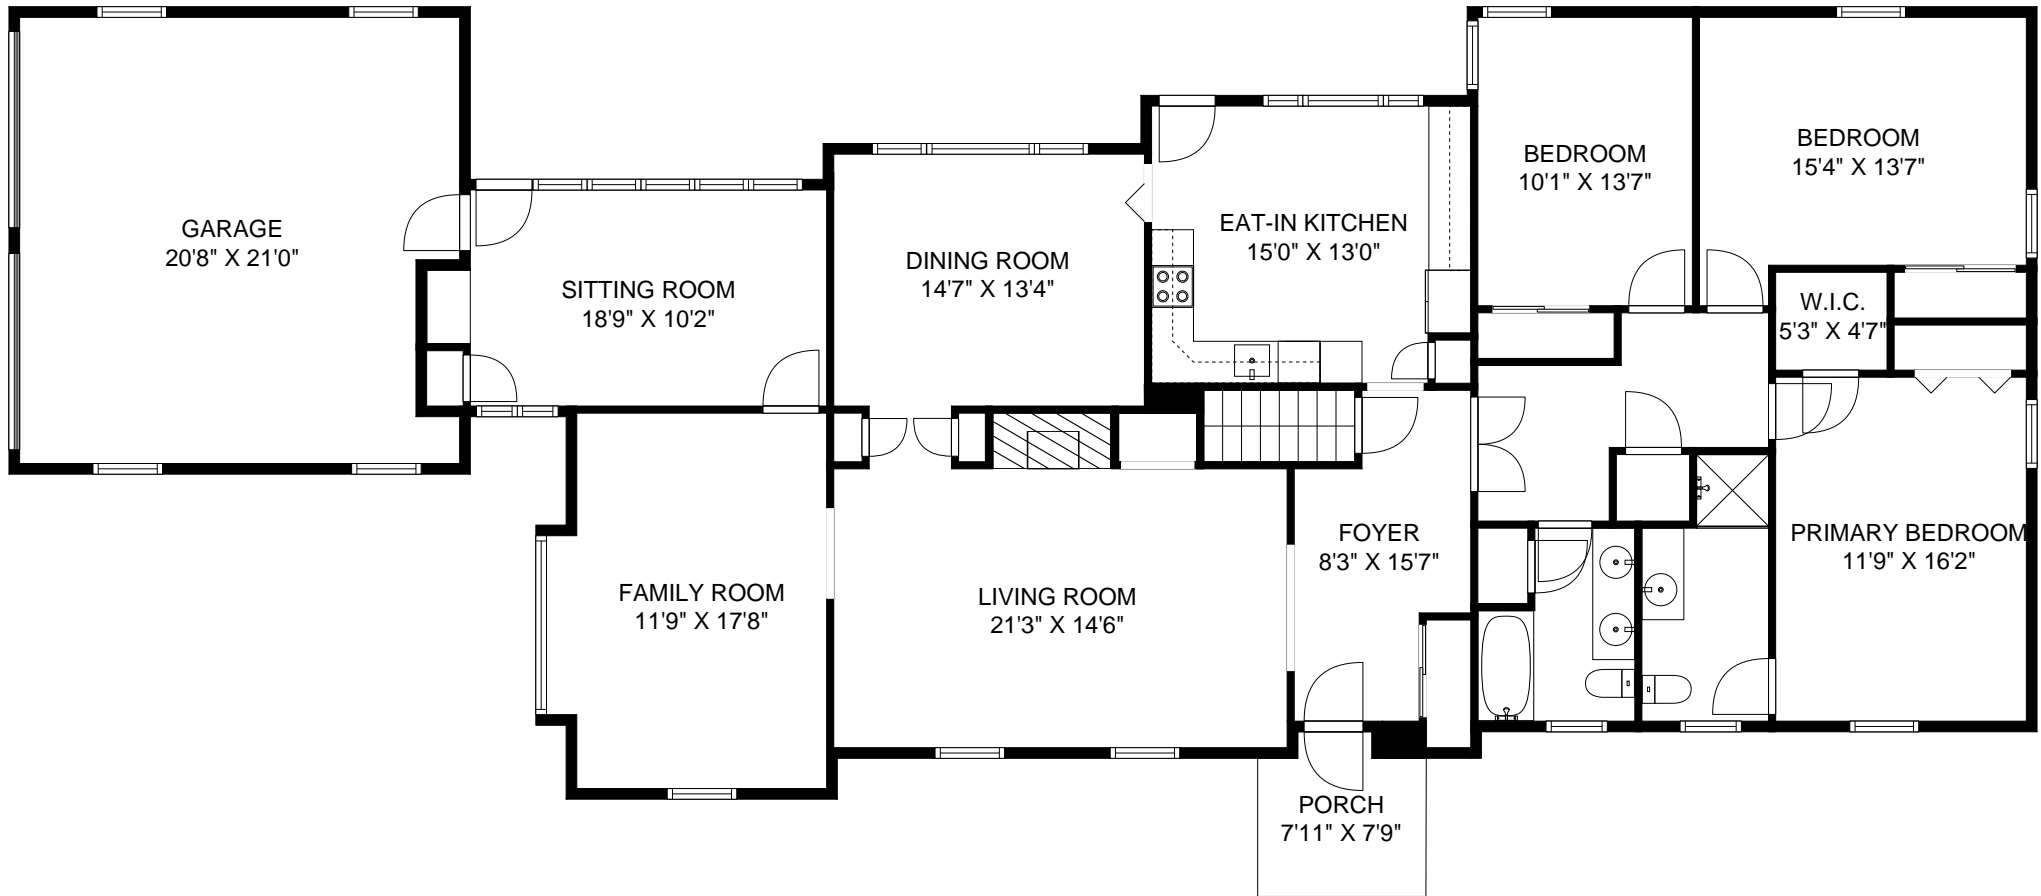 GARAGE
20'8" X 21'0"
SITTING ROOM
18'9" X 10'2"
DINING ROOM
14'7" X 13'4"
EAT-IN KITCHEN
15'0" X 13'0"
BEDROOM
10'1" X 13'7"
BEDROOM
15'4" X 13'7"
W.I.C.
5'3" X 4'7"
FAMILY ROOM
11'9" X 17'8"
LIVING ROOM
21'3" X 14'6"
FOYER
8'3" X 15'7"
PRIMARY BEDROOM
11'9" X 16'2"
PORCH
7'11" X 7'9"